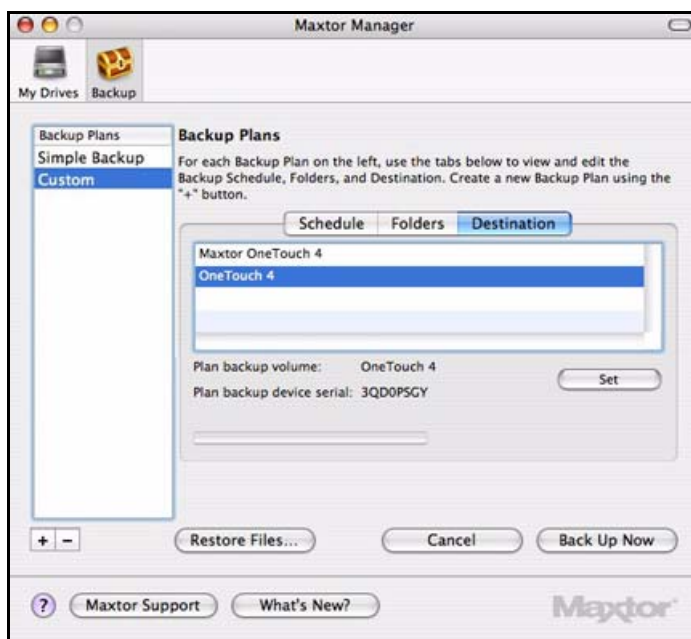 Maxtor Manager
My Drives
Backup
Backup Plans
Simple Backup
Custom
Backup Plans
For each Backup Plan on the left, use the tabs below to view and edit the
Backup Schedule, Folders, and Destination. Create a new Backup Plan using the
"+" button.
Schedule Folders Destination
Maxtor OneTouch 4
OneTouch 4
Plan backup volume: OneTouch 4
Set
Plan backup device serial: 3QD0PSGY
+ −
Restore Files... Cancel Back Up Now
? Maxtor Support What's New? Maxtor